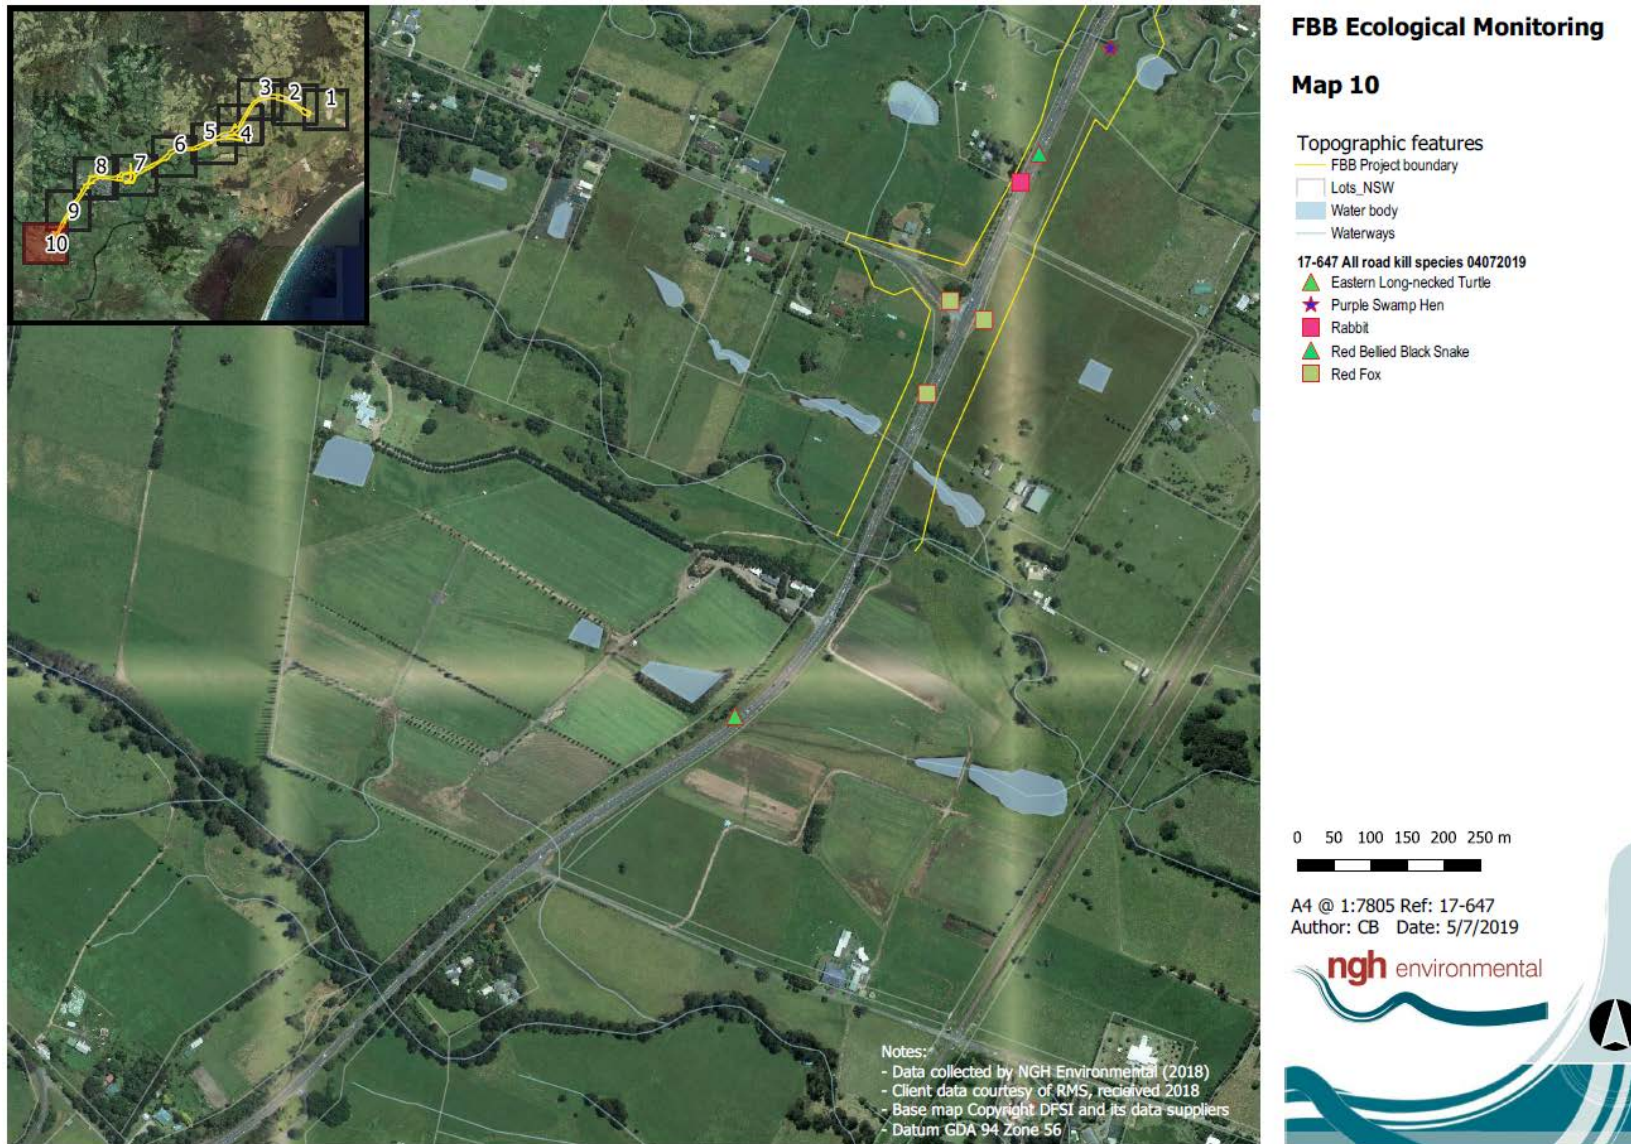 3
2
1
5
4
6
8
7
9
10
FBB Ecological Monitoring
Map 10
Topographic features
FBB Project boundary
Lots_NSW
Water body
Waterways
17-647 All road kill species 04072019
Eastern Long-necked Turtle
Purple Swamp Hen
Rabbit
Red Bellied Black Snake
Red Fox
0 50 100 150 200 250 m
A4 @ 1:7805 Ref: 17-647
Author: CB Date: 5/7/2019
ngh environmental
Notes:
- Data collected by NGH Environmental (2018)
- Client data courtesy of RMS, recieived 2018
- Base map Copyright DFSI and its data suppliers
- Datum GDA 94 Zone 56